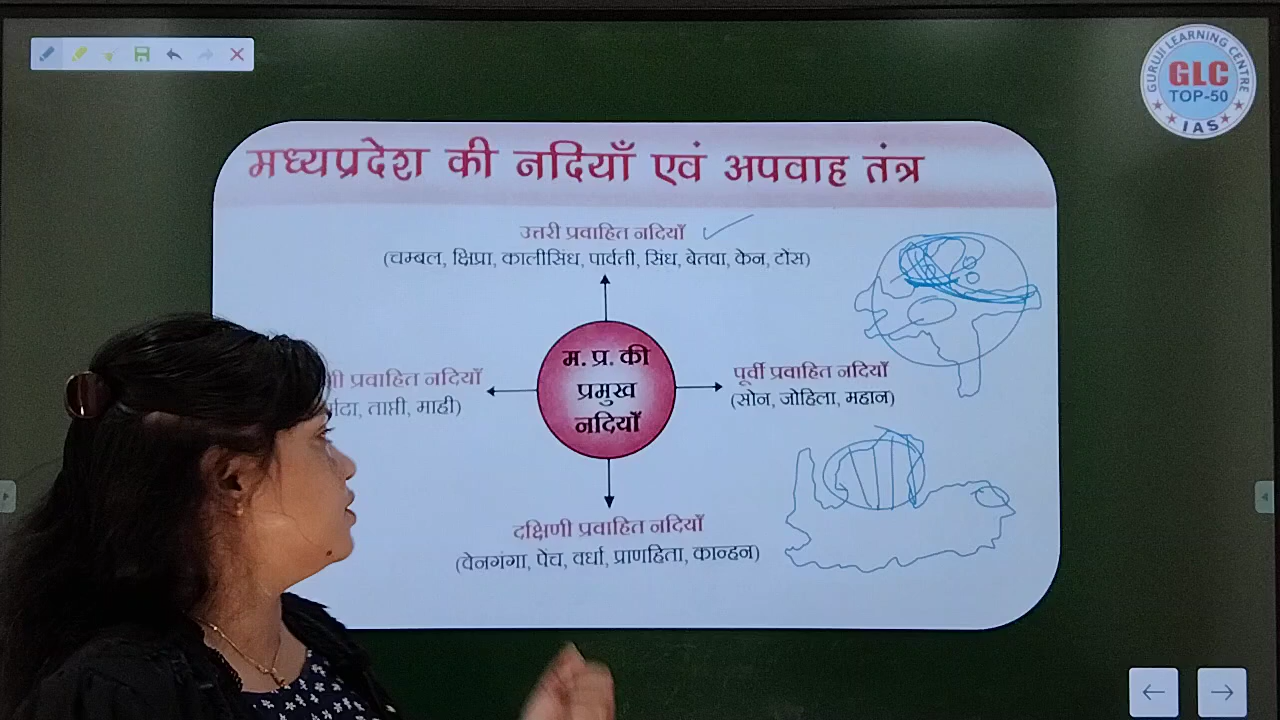 GURUJI LEARNING CENTRE
GLC
TOP-50
IAS
मध्यप्रदेश की नदियाँ एवं अपवाह तंत्र
उत्तरी प्रवाहित नदियाँ
(चम्बल, क्षिप्रा, कालीसिंध, पार्वती, सिंध, बेतवा, केन, टोंस)
म. प्र. की
प्रमुख
नदियाँ
प्रवाहित नदियाँ
ताप्ती, माही)
पूर्वी प्रवाहित नदियाँ
(सोन, जोहिला, महान)
दक्षिणी प्रवाहित नदियाँ
(वेनगंगा, पेंच, वर्धा, प्राणहिता, कान्हन)